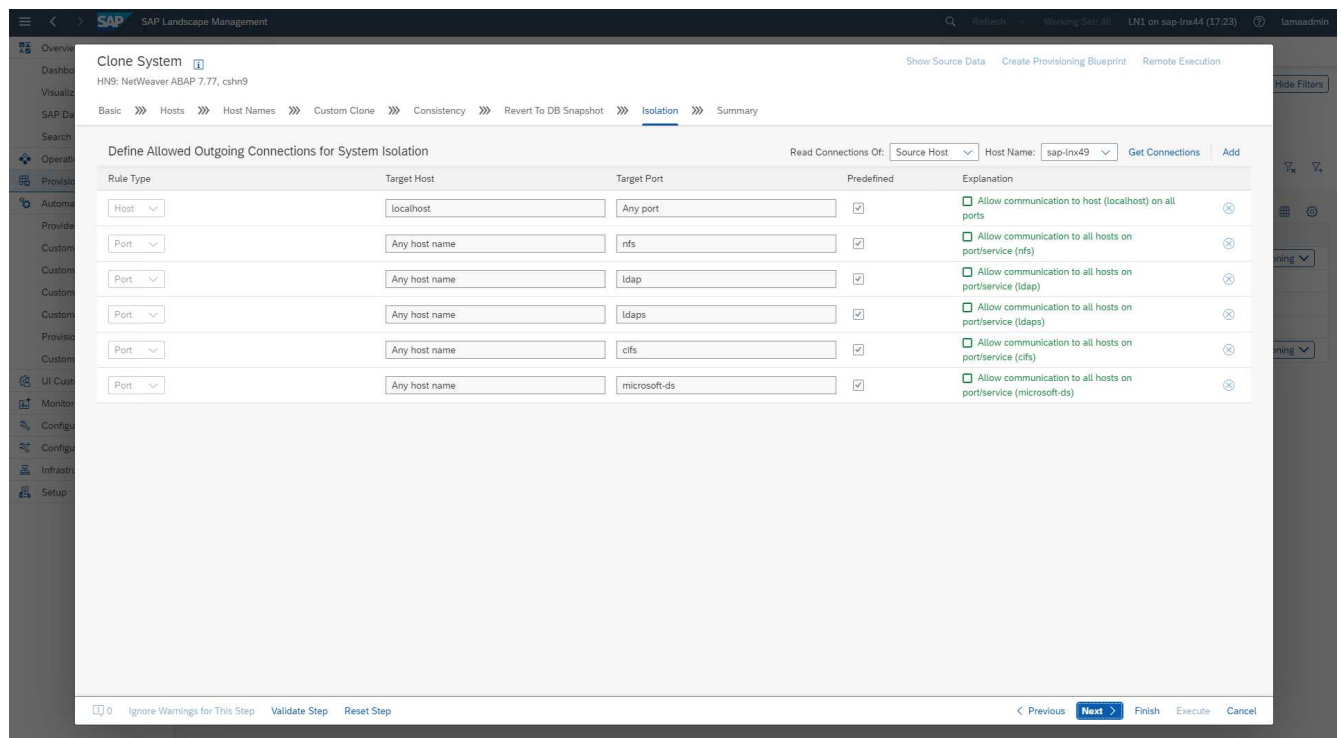 SAP SAP Landscape Management Refresh Working Set: All LN1 on sap-lnx44 (17:23) lamaadmin
Overvie
Dashbo
Visualiz
SAP Da
Search
Operati
Provisio
Automa
Provide
Custom
Custom
Custom
Custom
Provisio
Custom
UI Cust
Monitor
Configu
Configu
Infrastru
Setup
Hide Filters
oning
oning
Clone System
HN9: NetWeaver ABAP 7.77, cshn9
Show Source Data Create Provisioning Blueprint Remote Execution
Basic Hosts Host Names Custom Clone Consistency Revert To DB Snapshot Isolation Summary
Define Allowed Outgoing Connections for System Isolation Read Connections Of: Source Host Host Name: sap-lnx49 Get Connections Add
Rule Type Target Host Target Port Predefined Explanation
Host localhost Any port Allow communication to host (localhost) on all
ports
Port Any host name nfs Allow communication to all hosts on
port/service (nfs)
Port Any host name ldap Allow communication to all hosts on
port/service (ldap)
Port Any host name ldaps Allow communication to all hosts on
port/service (ldaps)
Port Any host name cifs Allow communication to all hosts on
port/service (cifs)
Port Any host name microsoft-ds Allow communication to all hosts on
port/service (microsoft-ds)
0 Ignore Warnings for This Step Validate Step Reset Step < Previous Next > Finish Execute Cancel